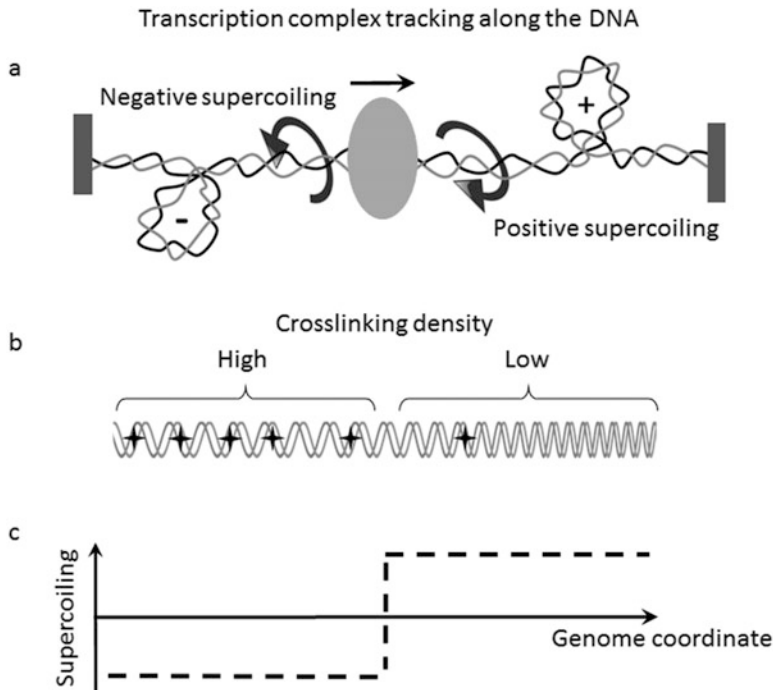 Transcription complex tracking along the DNA
a
Negative supercoiling
+
-
Positive supercoiling
b
Crosslinking density
High
Low
c
Supercoiling
Genome coordinate